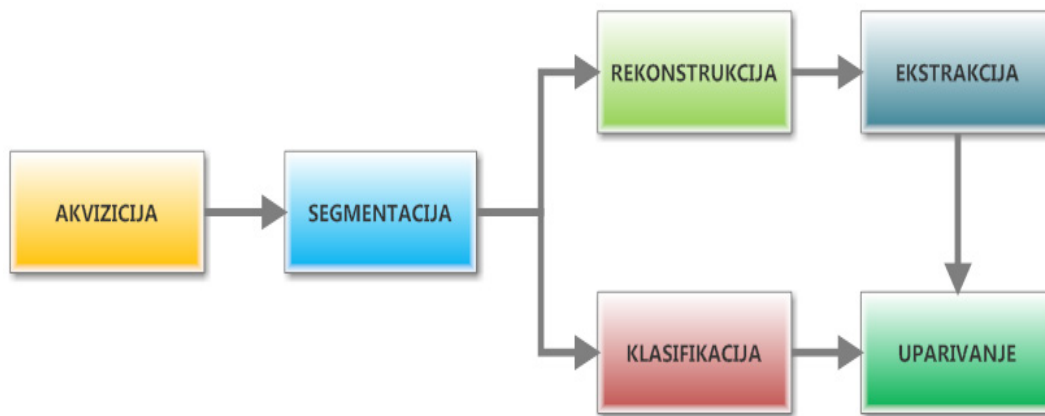 AKVIZICIJA
SEGMENTACIJA
REKONSTRUKCIJA
EKSTRAKCIJA
KLASIFIKACIJA
UPARIVANJE